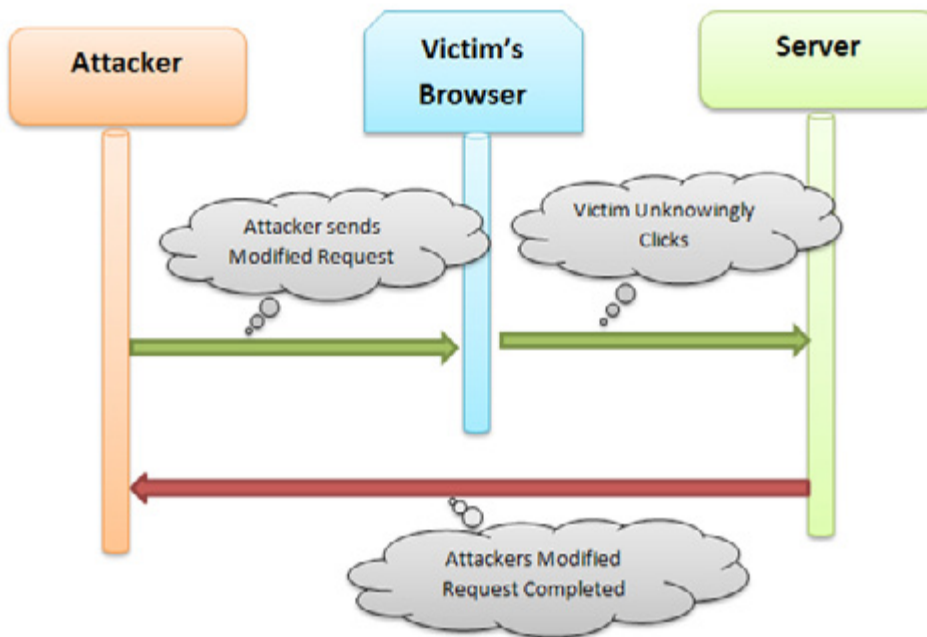 Attacker
Victim's
Browser
Server
Attacker sends
Modified Request
Victim Unknowingly
Clicks
Attackers Modified
Request Completed